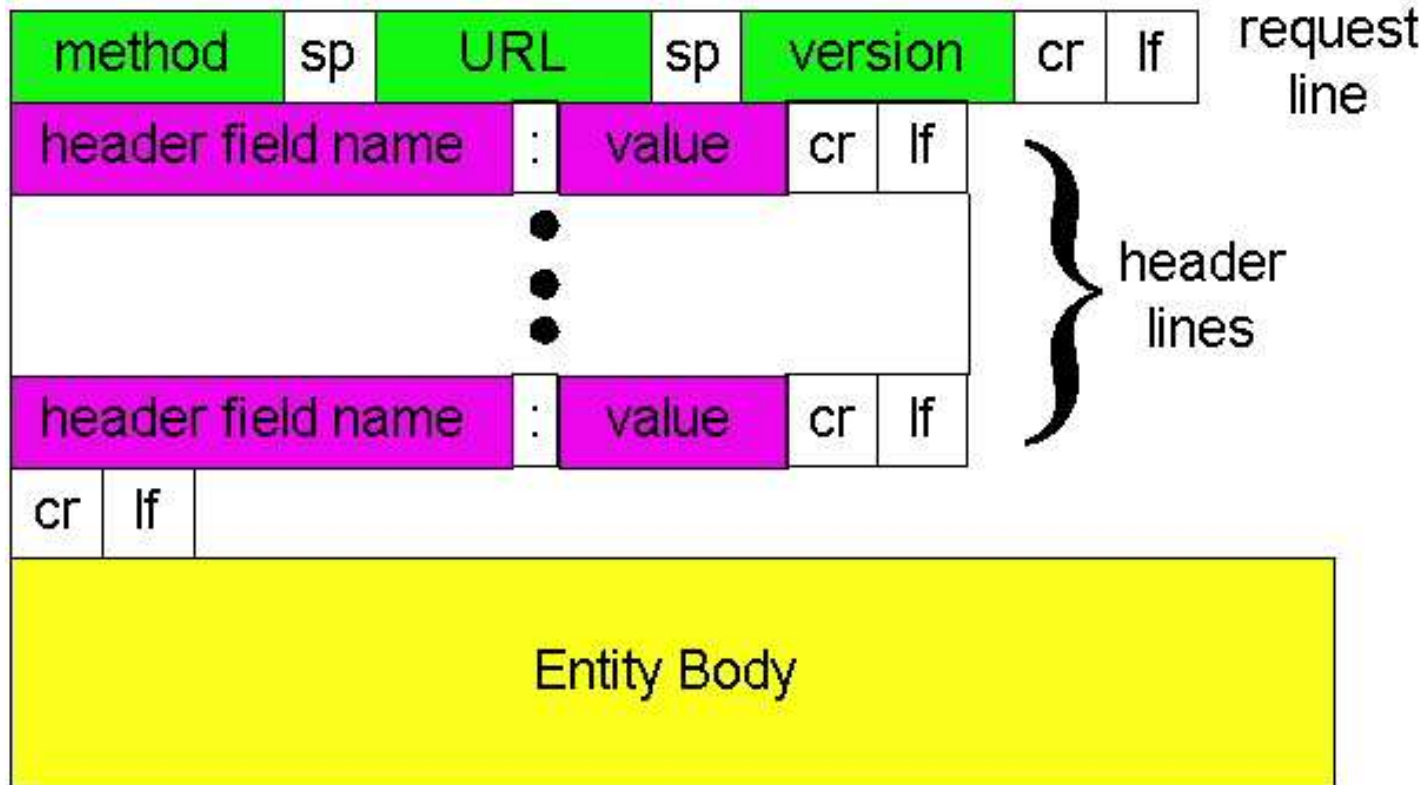 method sp URL sp version cr lf request line
header field name : value cr lf
header lines
header field name : value cr lf
cr lf
Entity Body